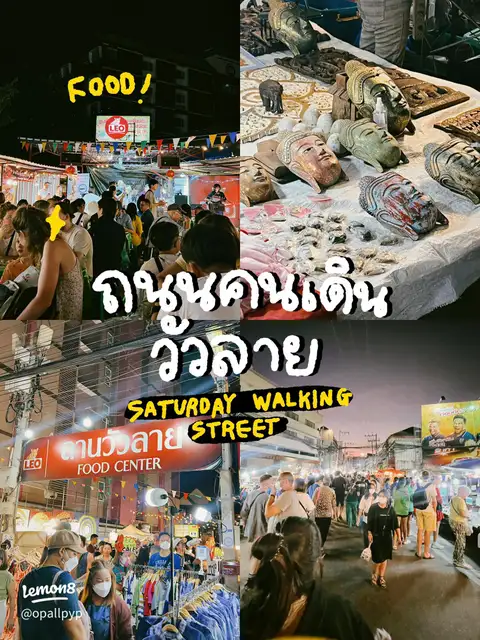 FOOD!
LEO
ถนนคนเดิน
วัวลาย
SATURDAY WALKING
STREET
ลานวัวลาย
LEO
FOOD CENTER
lemon8
@opallpyp